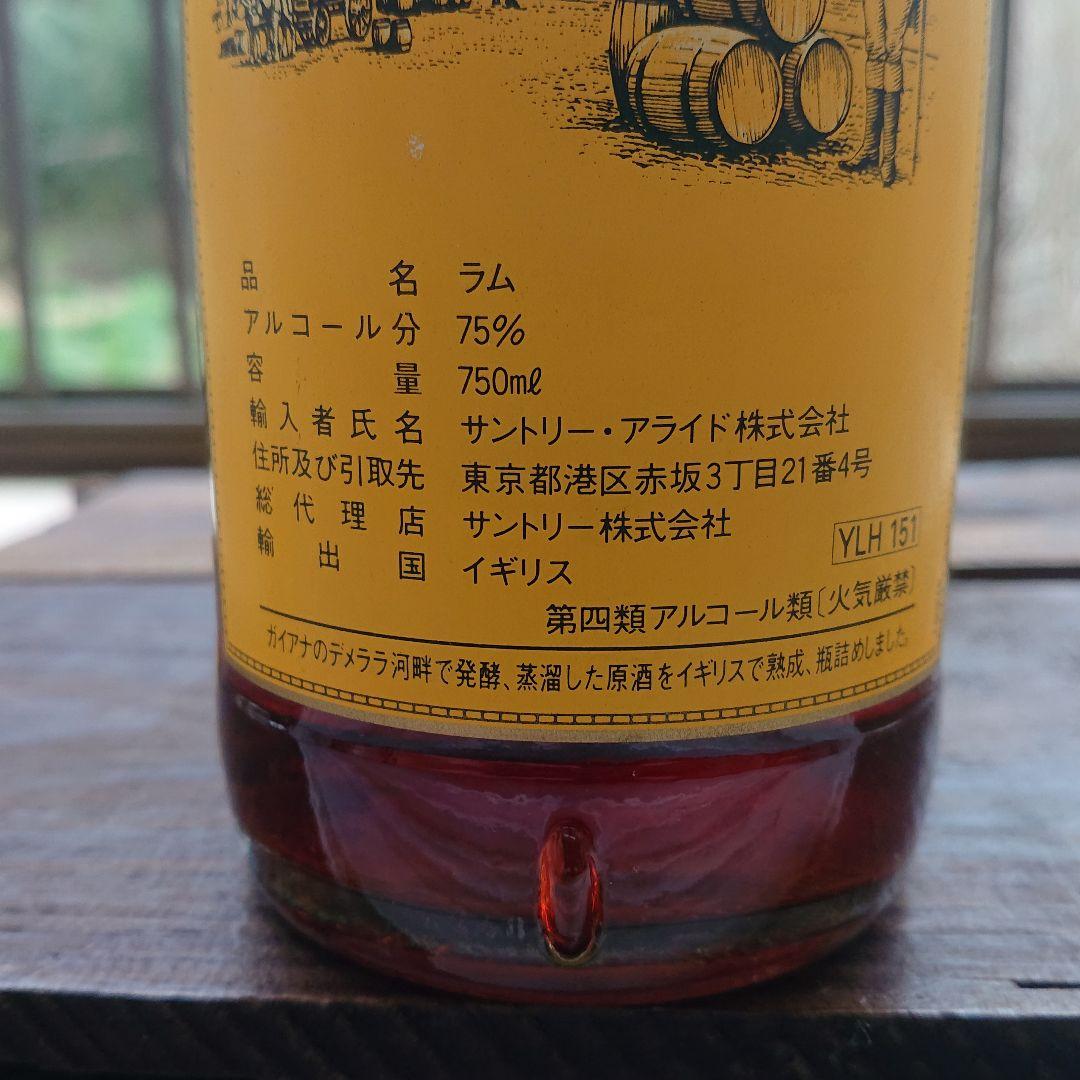 品名 ラム
アルコール分 75%
容量 750mℓ
輸入者氏名 サントリー・アライド株式会社
住所及び引取先 東京都港区赤坂3丁目21番4号
総代理店 サントリー株式会社
輸出国 イギリス
YLH 151
第四類アルコール類〔火気厳禁〕
ガイアナのデメララ河畔で発酵、蒸溜した原酒をイギリスで熟成、瓶詰めしました。